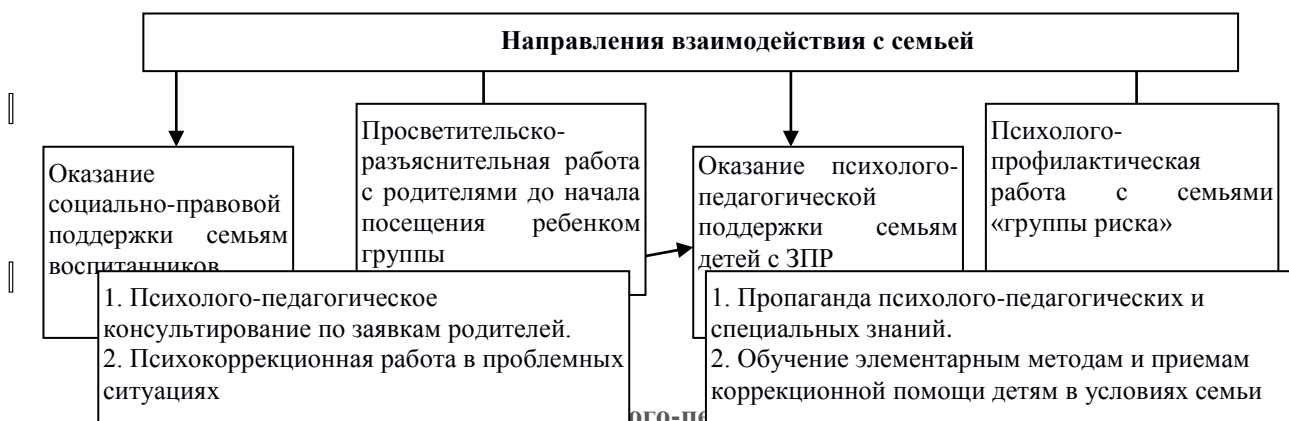 Направления взаимодействия с семьей
Оказание
социально-правовой
поддержки семьям
воспитанников
Просветительско-
разъяснительная работа
с родителями до начала
посещения ребенком
группы
Оказание психолого-
педагогической
поддержки семьям
детей с ЗПР
Психолого-
профилактическая
работа с семьями
«группы риска»
1. Психолого-педагогическое
консультирование по заявкам родителей.
2. Психокоррекционная работа в проблемных
ситуациях
1. Пропаганда психолого-педагогических и
специальных знаний.
2. Обучение элементарным методам и приемам
коррекционной помощи детям в условиях семьи